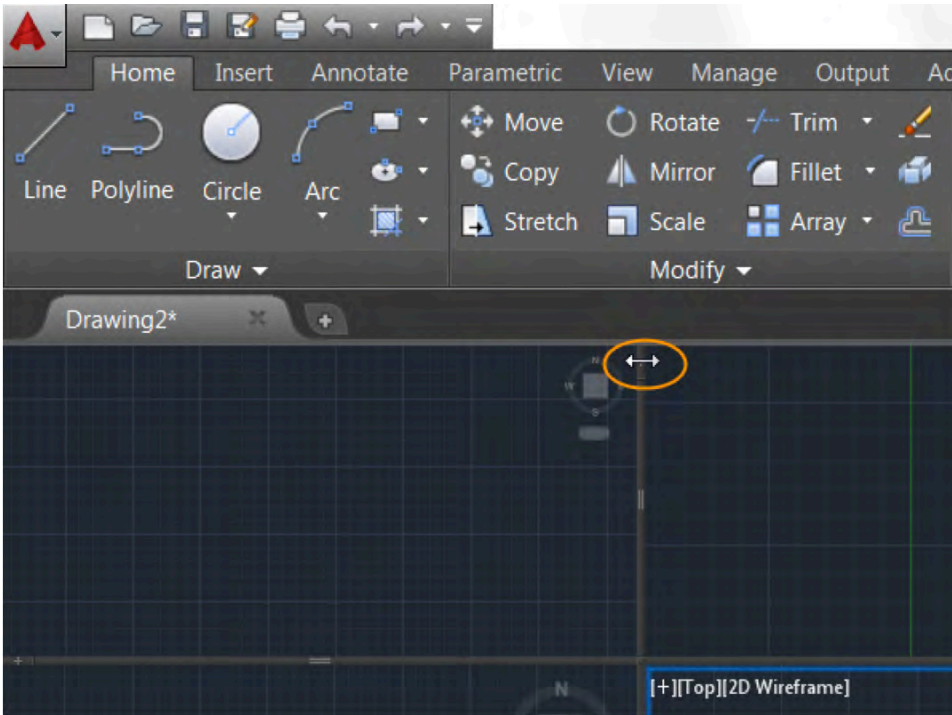 Home Insert Annotate Parametric View Manage Output
Move Rotate Trim
Line Polyline Circle Arc Copy Mirror Fillet
Stretch Scale Array
Draw Modify
Drawing2*
N
W
S
N
[+][Top][2D Wireframe]